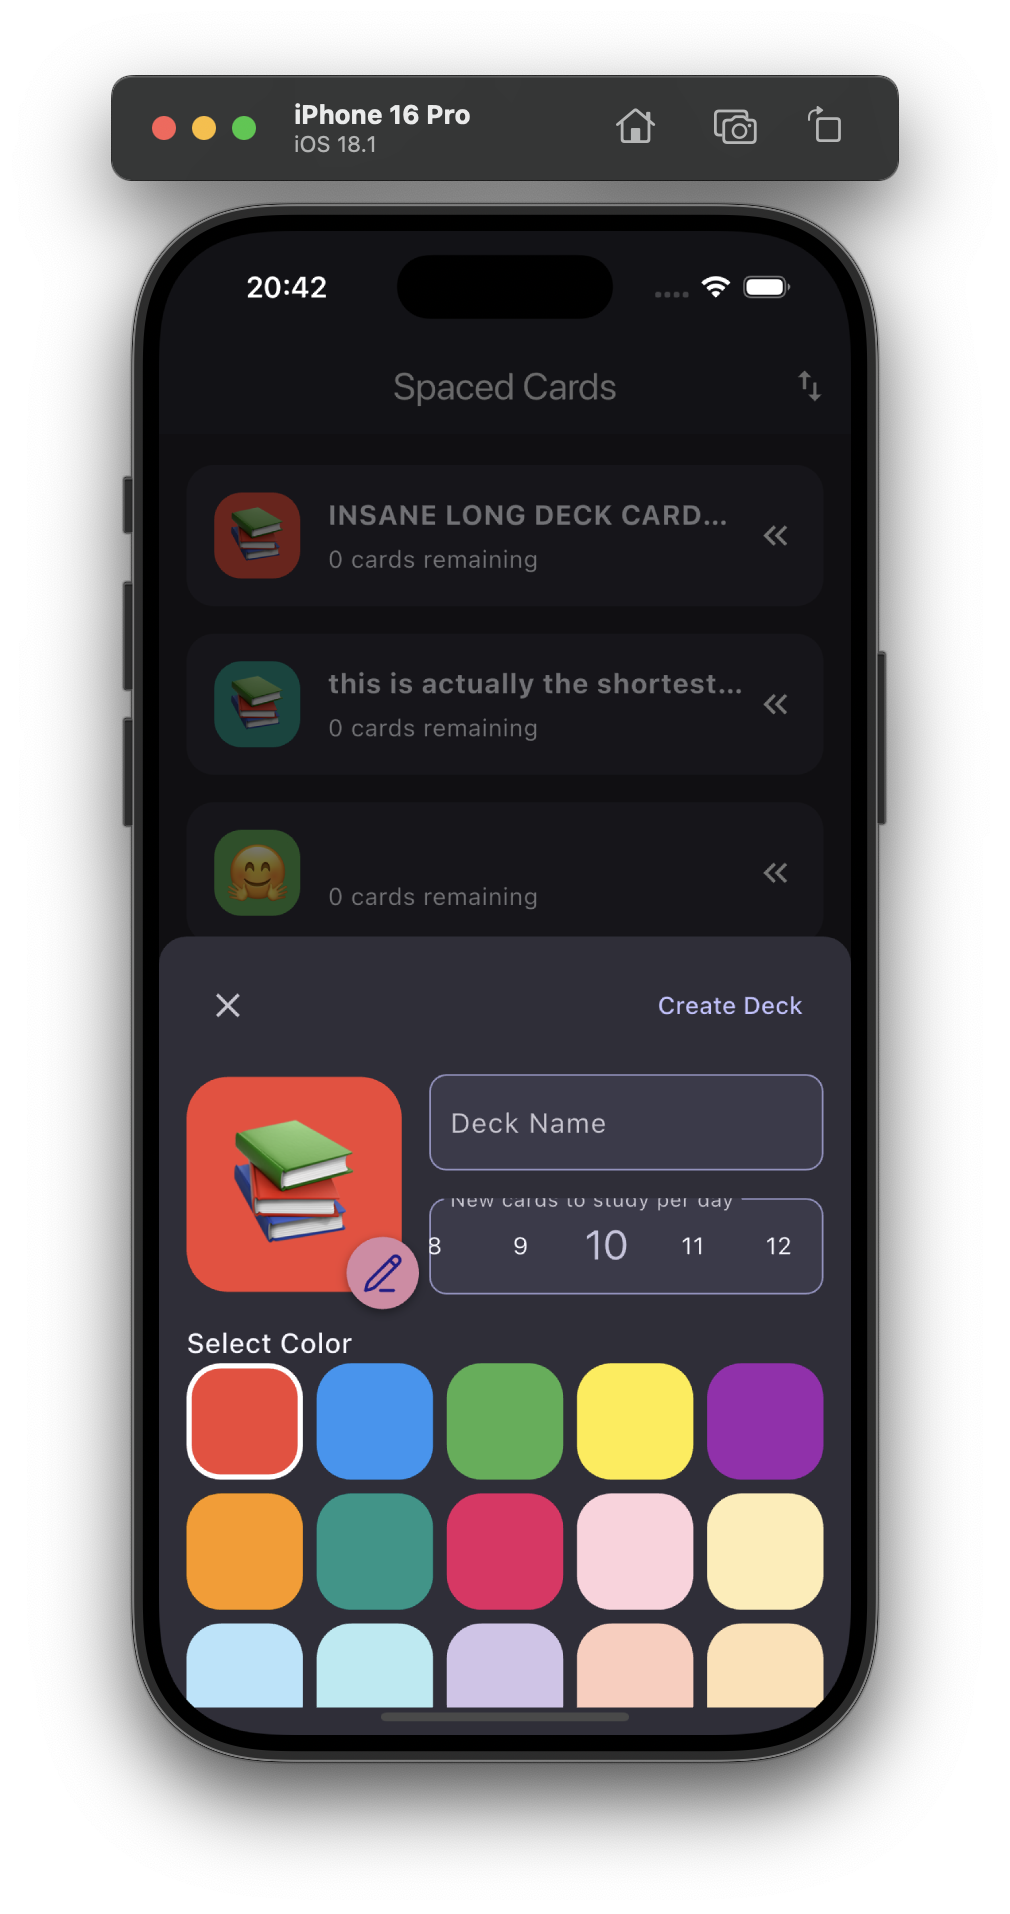 iPhone 16 Pro
iOS 18.1
20:42
Spaced Cards
INSANE LONG DECK CARD...
0 cards remaining
this is actually the shortest...
0 cards remaining
0 cards remaining
Create Deck
Deck Name
New cards to study per day
8 9 10 11 12
Select Color